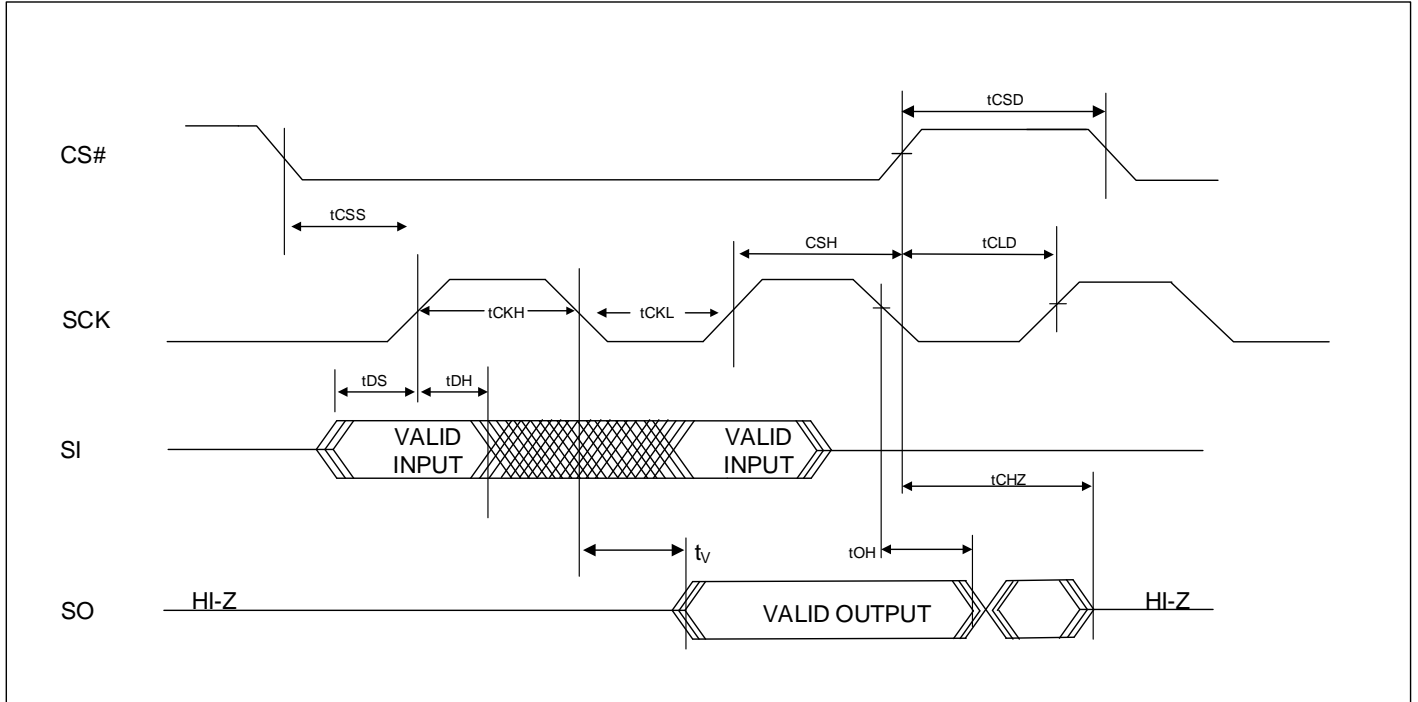 tCSD
CS#
tCSS
CSH
tCLD
SCK
tCKH
tCKL
tDS
tDH
SI
VALID
INPUT
VALID
INPUT
tCHZ
tV
tOH
SO
HI-Z
VALID OUTPUT
HI-Z